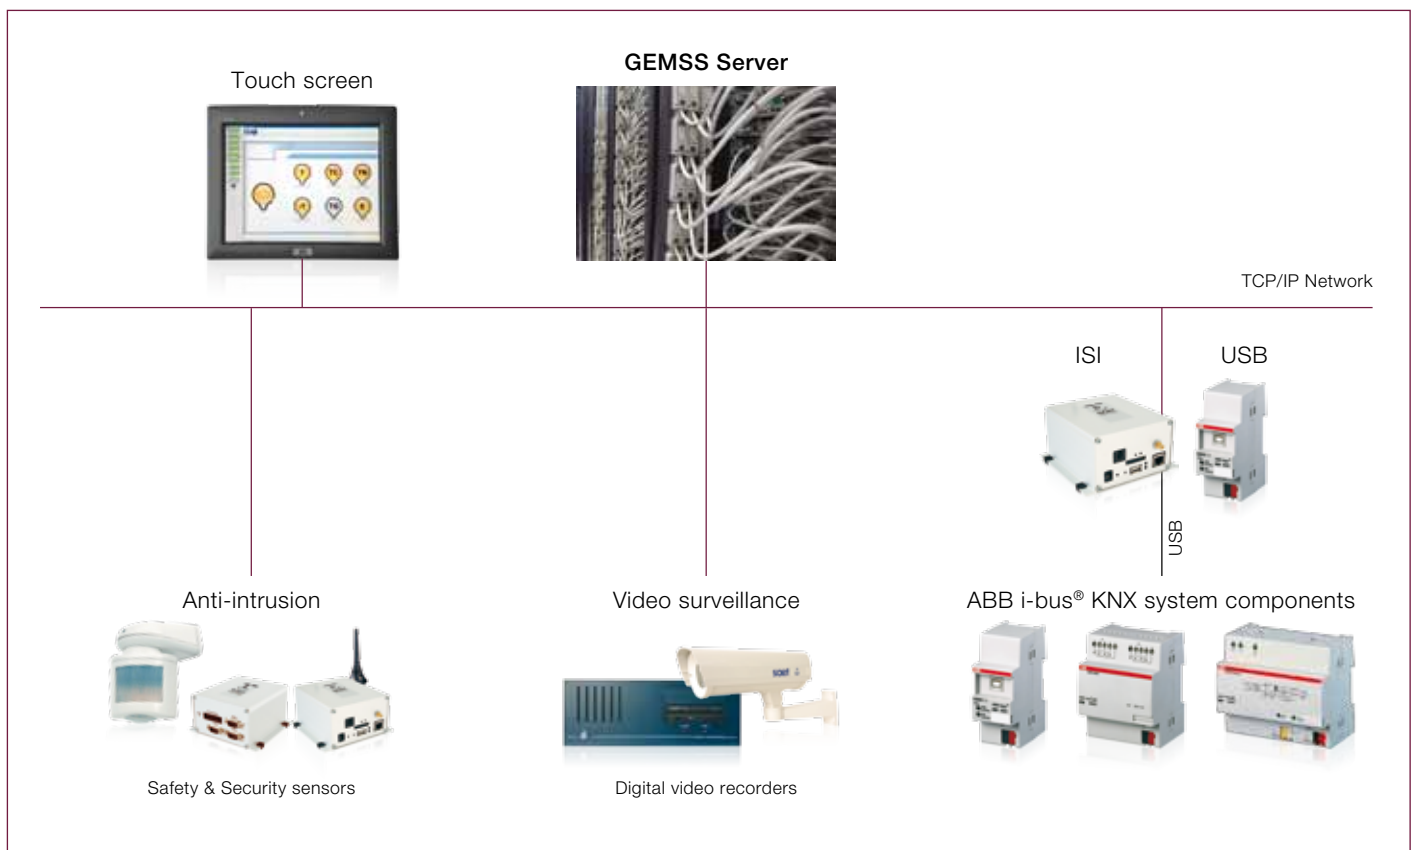 GEMSS Server
Touch screen
TCP/IP Network
ISI
USB
USB
Anti-intrusion
Video surveillance
ABB i-bus® KNX system components
saet
Safety & Security sensors
Digital video recorders